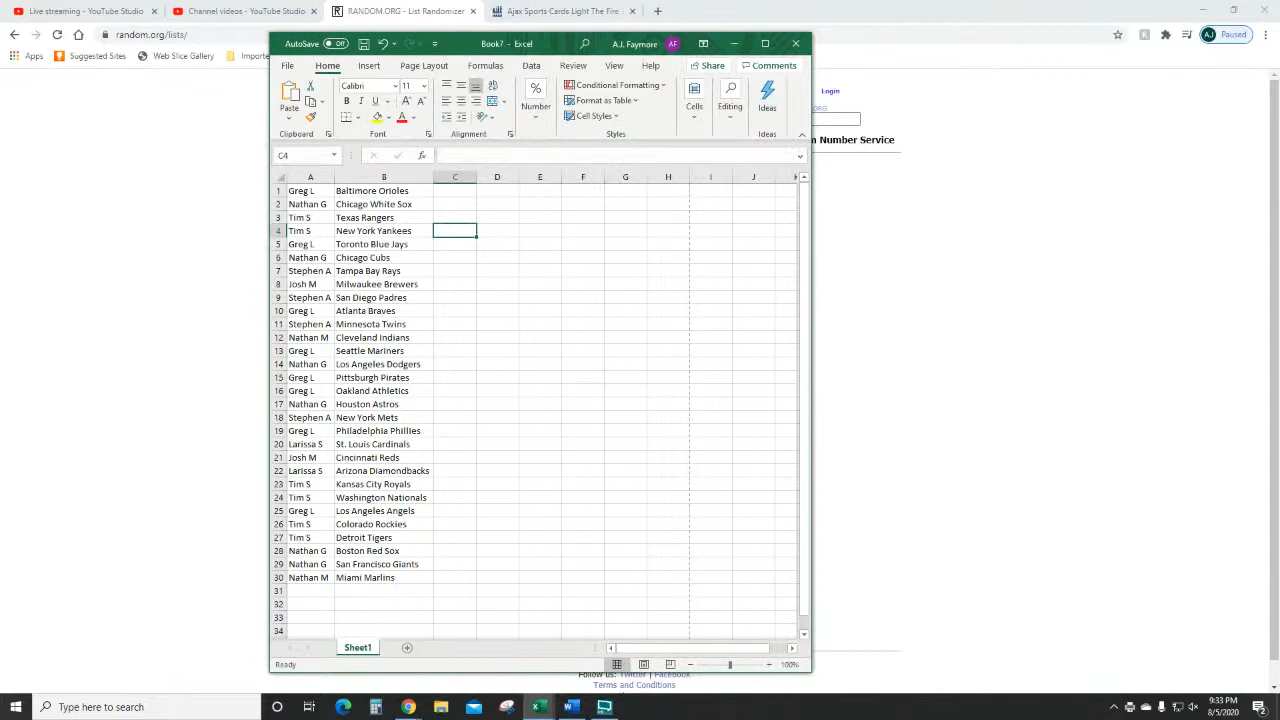 Live streaming - YouTube Studio
Channel videos - YouTube Studio
RANDOM.ORG - List Randomizer
Ajax Sports Cards Light The Fire
random.org/lists/
AJ Paused
Apps Suggested Sites Web Slice Gallery Importe
AutoSave Off Book7 - Excel A.J. Faymore AF
File Home Insert Page Layout Formulas Data Review View Help Share Comments
Paste Calibri 11 Number Conditional Formatting Cells Editing Ideas
Format as Table
Cell Styles
Clipboard Font Alignment Styles Ideas
C4 fx
A B C D E F G H I J
1 Greg L Baltimore Orioles
2 Nathan G Chicago White Sox
3 Tim S Texas Rangers
4 Tim S New York Yankees
5 Greg L Toronto Blue Jays
6 Nathan G Chicago Cubs
7 Stephen A Tampa Bay Rays
8 Josh M Milwaukee Brewers
9 Stephen A San Diego Padres
10 Greg L Atlanta Braves
11 Stephen A Minnesota Twins
12 Nathan M Cleveland Indians
13 Greg L Seattle Mariners
14 Nathan G Los Angeles Dodgers
15 Greg L Pittsburgh Pirates
16 Greg L Oakland Athletics
17 Nathan G Houston Astros
18 Stephen A New York Mets
19 Greg L Philadelphia Phillies
20 Larissa S St. Louis Cardinals
21 Josh M Cincinnati Reds
22 Larissa S Arizona Diamondbacks
23 Tim S Kansas City Royals
24 Tim S Washington Nationals
25 Greg L Los Angeles Angels
26 Tim S Colorado Rockies
27 Tim S Detroit Tigers
28 Nathan G Boston Red Sox
29 Nathan G San Francisco Giants
30 Nathan M Miami Marlins
31
32
33
34
Sheet1
Ready 100%
Login
.ORG
m Number Service
Follow us: Twitter | Facebook
Terms and Conditions
Type here to search
9:33 PM
8/5/2020
2